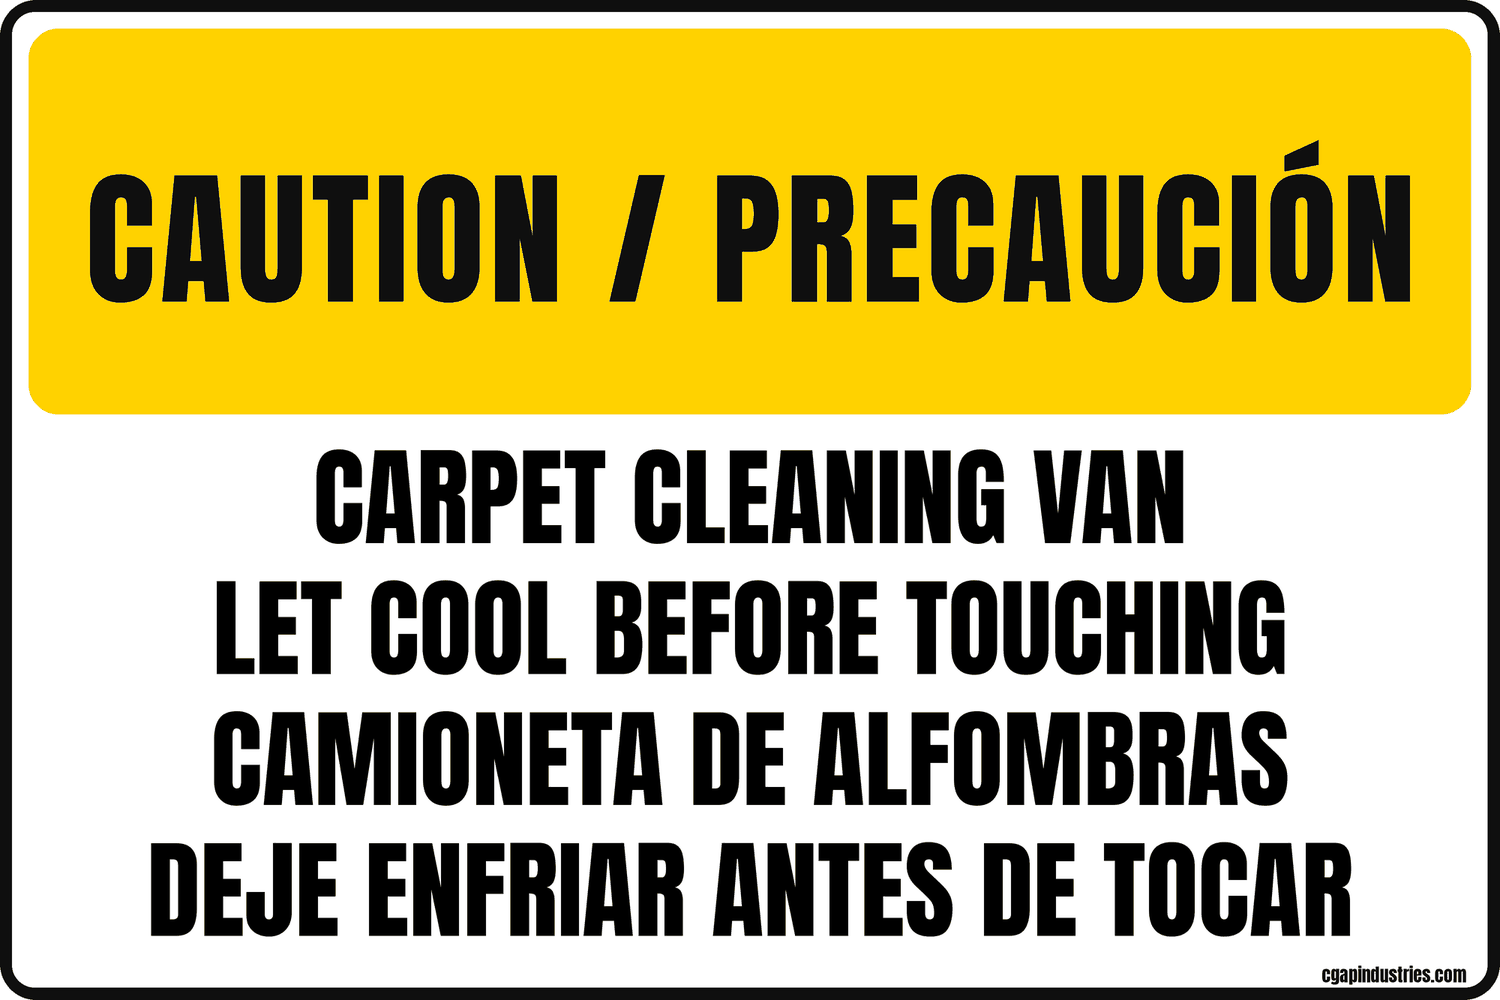 CAUTION / PRECAUCIÓN
CARPET CLEANING VAN
LET COOL BEFORE TOUCHING
CAMIONETA DE ALFOMBRAS
DEJE ENFRIAR ANTES DE TOCAR
cgapindustries.com